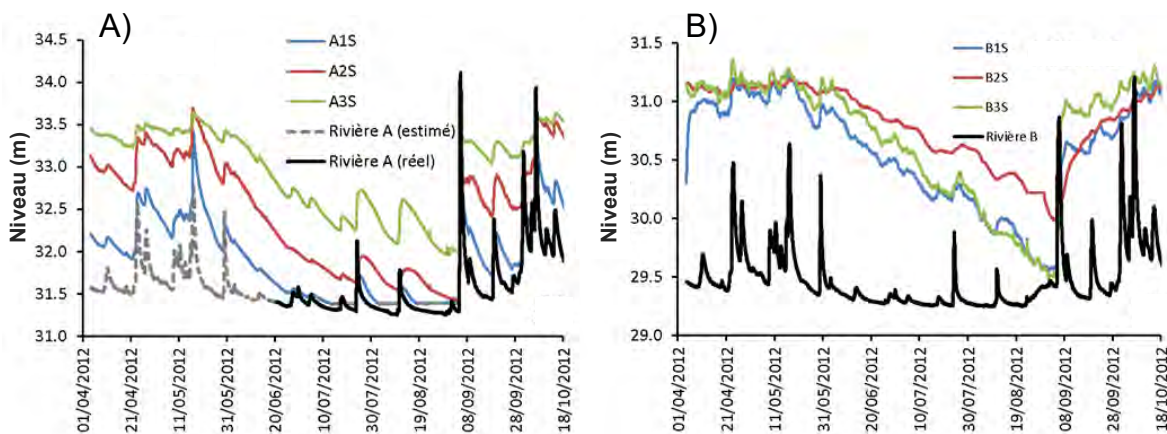 A)
34.5
34.0
33.5
33.0
32.5
32.0
31.5
31.0
Niveau (m)
A1S
A2S
A3S
Rivière A (estimé)
Rivière A (réel)
01/04/2012
21/04/2012
11/05/2012
31/05/2012
20/06/2012
10/07/2012
30/07/2012
19/08/2012
08/09/2012
28/09/2012
18/10/2012
B)
31.5
31.0
30.5
30.0
29.5
29.0
Niveau (m)
B1S
B2S
B3S
Rivière B
01/04/2012
21/04/2012
11/05/2012
31/05/2012
20/06/2012
10/07/2012
30/07/2012
19/08/2012
08/09/2012
28/09/2012
18/10/2012